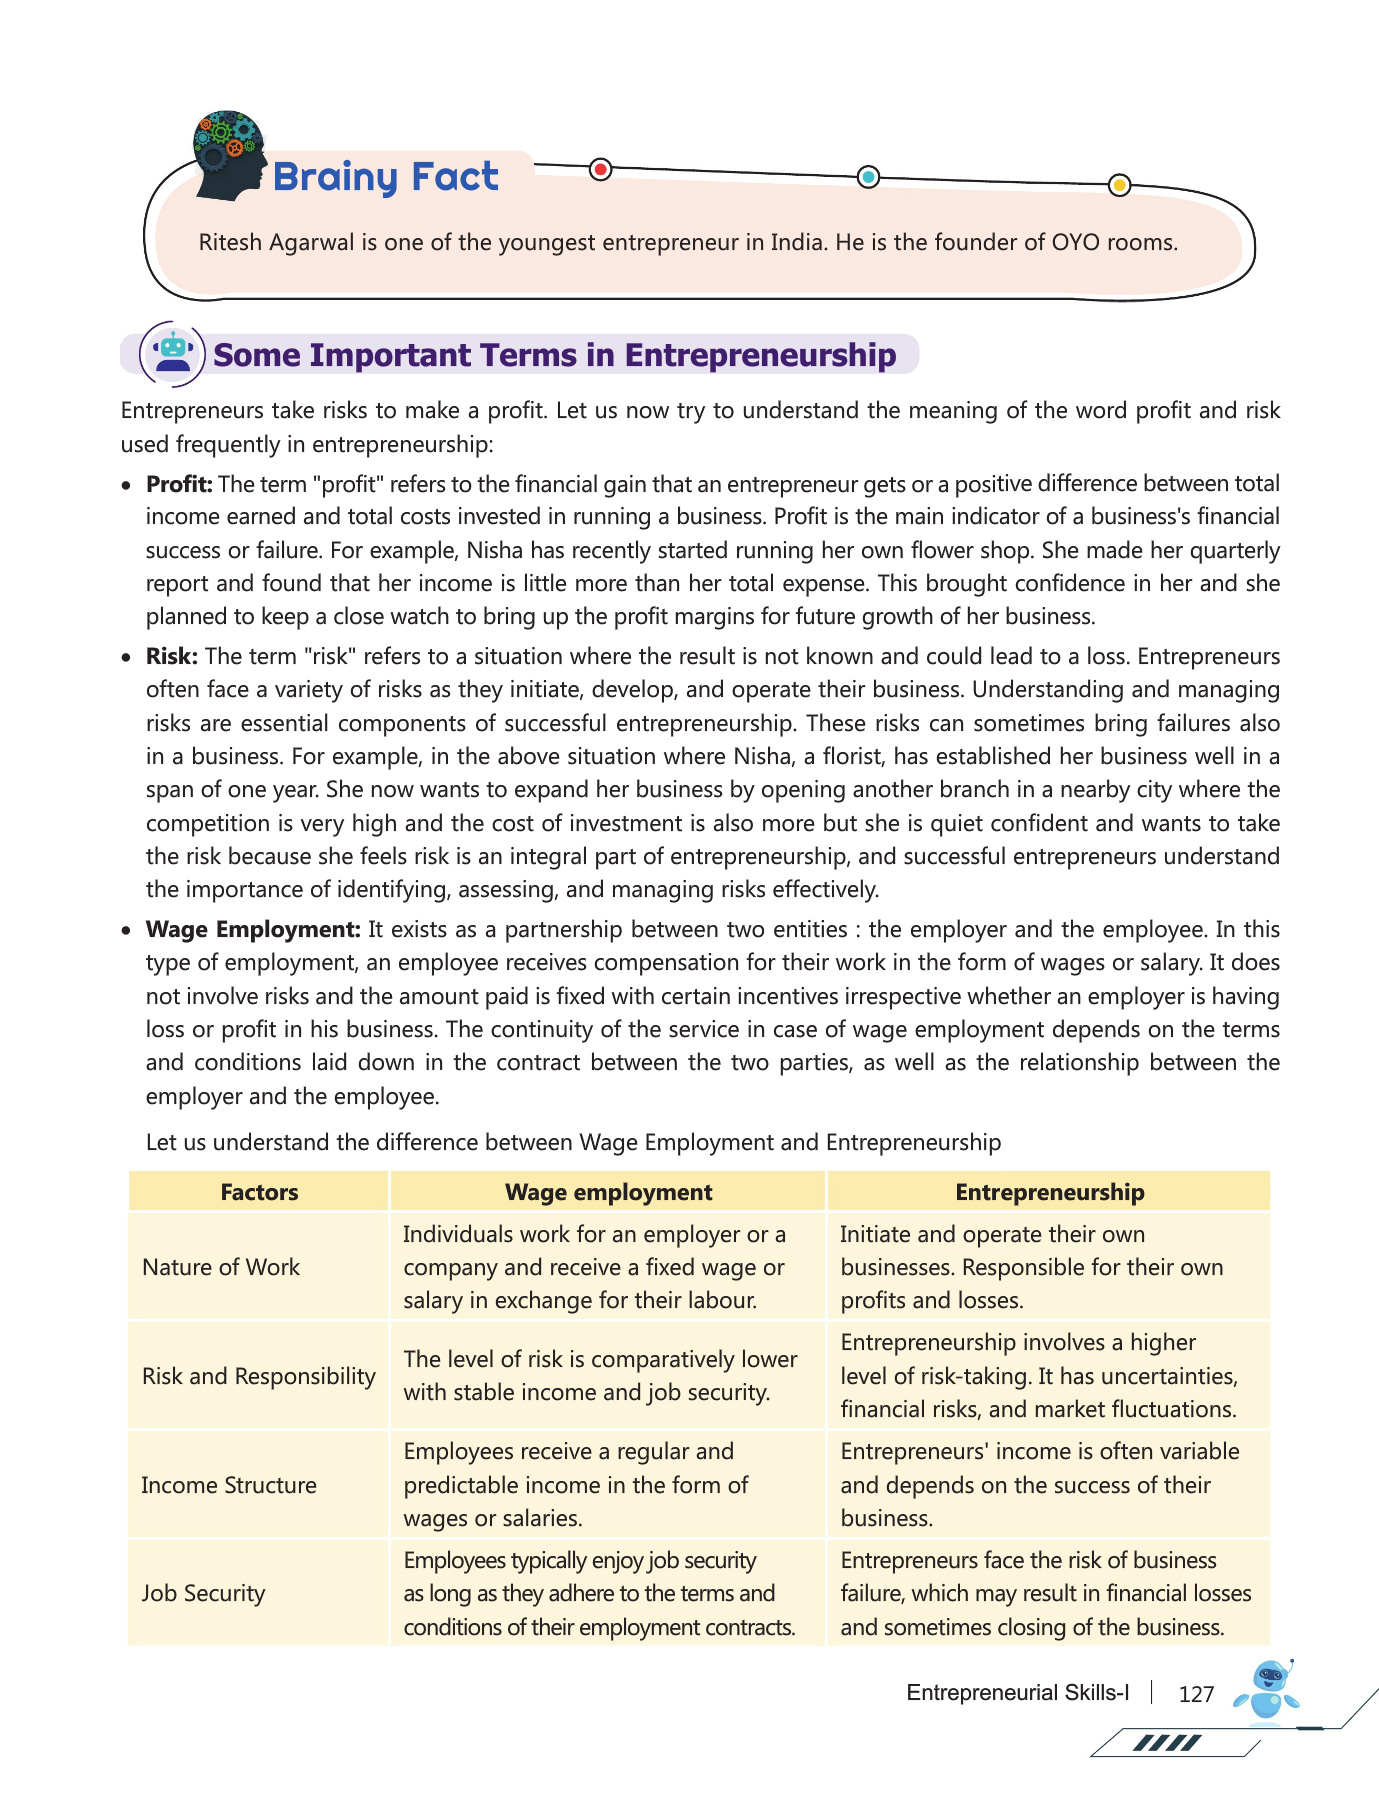 Brainy Fact
Ritesh Agarwal is one of the youngest entrepreneur in India. He is the founder of OYO rooms.
Some Important Terms in Entrepreneurship
Entrepreneurs take risks to make a profit. Let us now try to understand the meaning of the word profit and risk
used frequently in entrepreneurship:
• Profit: The term "profit" refers to the financial gain that an entrepreneur gets or a positive difference between total
income earned and total costs invested in running a business. Profit is the main indicator of a business's financial
success or failure. For example, Nisha has recently started running her own flower shop. She made her quarterly
report and found that her income is little more than her total expense. This brought confidence in her and she
planned to keep a close watch to bring up the profit margins for future growth of her business.
• Risk: The term "risk" refers to a situation where the result is not known and could lead to a loss. Entrepreneurs
often face a variety of risks as they initiate, develop, and operate their business. Understanding and managing
risks are essential components of successful entrepreneurship. These risks can sometimes bring failures also
in a business. For example, in the above situation where Nisha, a florist, has established her business well in a
span of one year. She now wants to expand her business by opening another branch in a nearby city where the
competition is very high and the cost of investment is also more but she is quiet confident and wants to take
the risk because she feels risk is an integral part of entrepreneurship, and successful entrepreneurs understand
the importance of identifying, assessing, and managing risks effectively.
• Wage Employment: It exists as a partnership between two entities : the employer and the employee. In this
type of employment, an employee receives compensation for their work in the form of wages or salary. It does
not involve risks and the amount paid is fixed with certain incentives irrespective whether an employer is having
loss or profit in his business. The continuity of the service in case of wage employment depends on the terms
and conditions laid down in the contract between the two parties, as well as the relationship between the
employer and the employee.
Let us understand the difference between Wage Employment and Entrepreneurship
Factors
Wage employment
Entrepreneurship
Nature of Work
Individuals work for an employer or a
company and receive a fixed wage or
salary in exchange for their labour.
Initiate and operate their own
businesses. Responsible for their own
profits and losses.
Risk and Responsibility
The level of risk is comparatively lower
with stable income and job security.
Entrepreneurship involves a higher
level of risk-taking. It has uncertainties,
financial risks, and market fluctuations.
Income Structure
Employees receive a regular and
predictable income in the form of
wages or salaries.
Entrepreneurs' income is often variable
and depends on the success of their
business.
Job Security
Employees typically enjoy job security
as long as they adhere to the terms and
conditions of their employment contracts.
Entrepreneurs face the risk of business
failure, which may result in financial losses
and sometimes closing of the business.
Entrepreneurial Skills-I
127